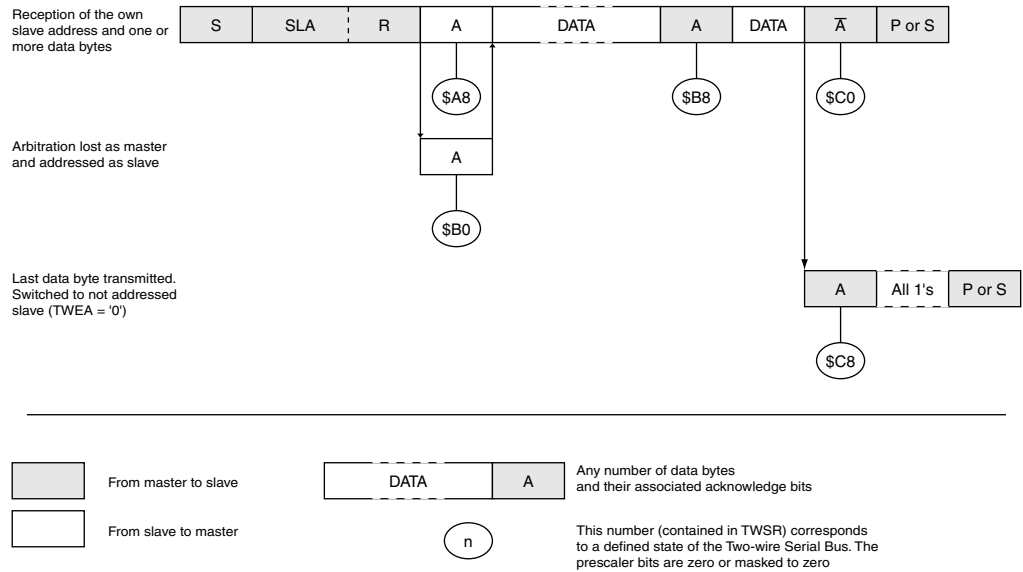 Reception of the own
slave address and one or
more data bytes
S SLA R A DATA A DATA A̅ P or S
$A8 $B8 $C0
Arbitration lost as master
and addressed as slave
A
$B0
Last data byte transmitted.
Switched to not addressed
slave (TWEA = '0')
A All 1's P or S
$C8
From master to slave
DATA A
Any number of data bytes
and their associated acknowledge bits
From slave to master
n
This number (contained in TWSR) corresponds
to a defined state of the Two-wire Serial Bus. The
prescaler bits are zero or masked to zero